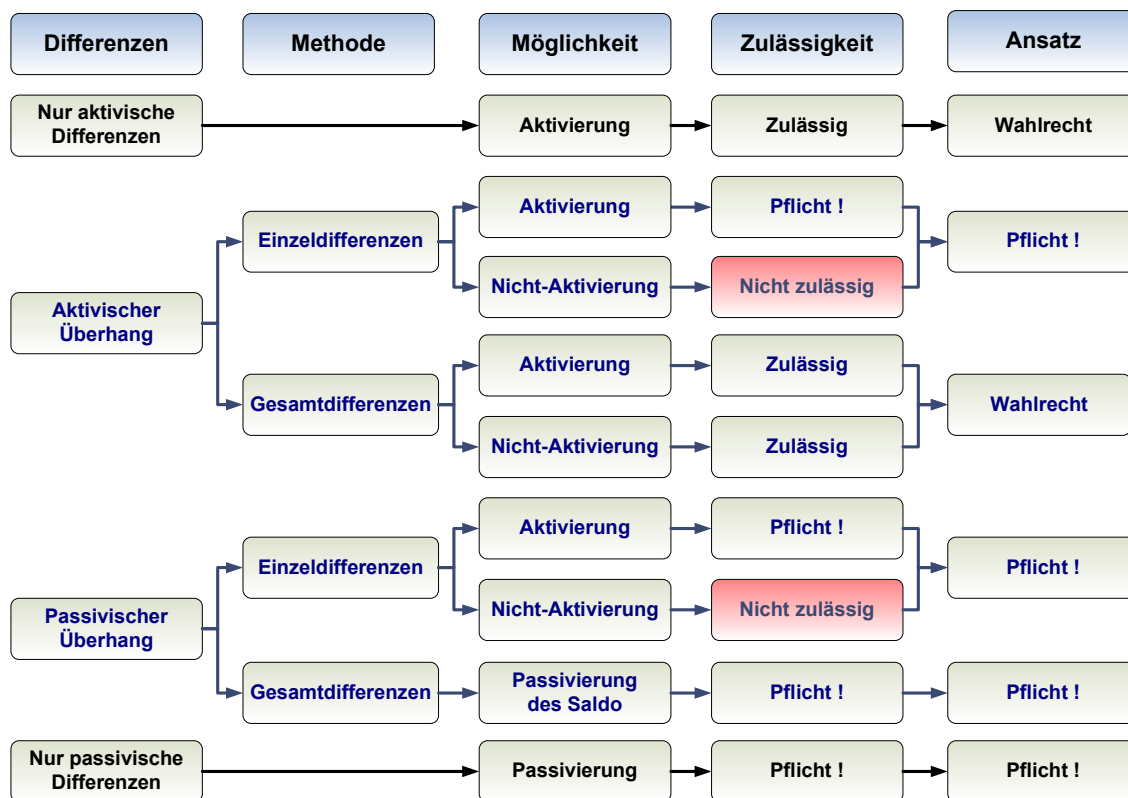 Differenzen
Methode
Möglichkeit
Zulässigkeit
Ansatz
Nur aktivische
Differenzen
Aktivierung
Zulässig
Wahlrecht
Aktivischer
Überhang
Einzeldifferenzen
Aktivierung
Pflicht !
Nicht-Aktivierung
Nicht zulässig
Pflicht !
Gesamtdifferenzen
Aktivierung
Zulässig
Nicht-Aktivierung
Zulässig
Wahlrecht
Passivischer
Überhang
Einzeldifferenzen
Aktivierung
Pflicht !
Nicht-Aktivierung
Nicht zulässig
Pflicht !
Gesamtdifferenzen
Passivierung
des Saldo
Pflicht !
Pflicht !
Nur passivische
Differenzen
Passivierung
Pflicht !
Pflicht !